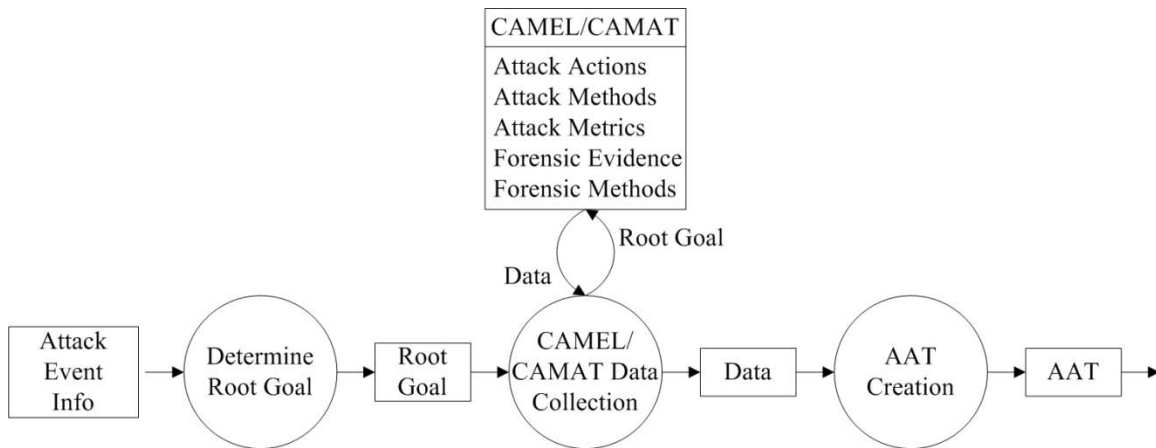 CAMEL/CAMAT
Attack Actions
Attack Methods
Attack Metrics
Forensic Evidence
Forensic Methods
Root Goal
Data
Attack
Event
Info
Determine
Root Goal
Root
Goal
CAMEL/
CAMAT Data
Collection
Data
AAT
Creation
AAT